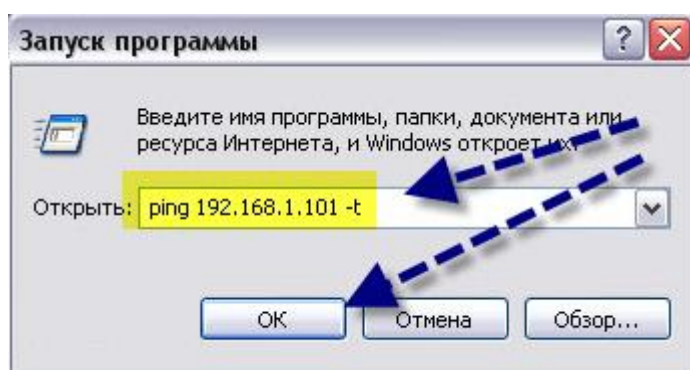 Запуск программы
Введите имя программы, папки, документа или
ресурса Интернета, и Windows откроет их.
Открыть: ping 192.168.1.101 -t
OK Отмена Обзор...